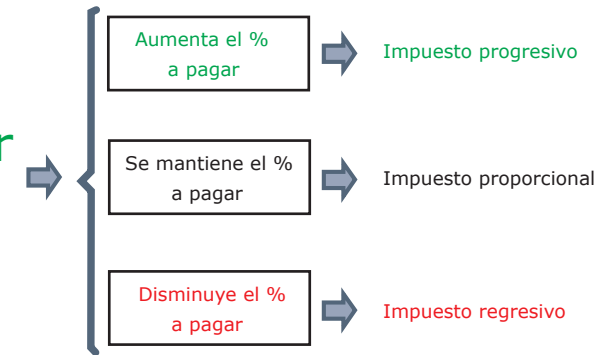 Aumenta el %
a pagar
Impuesto progresivo
r
Se mantiene el %
a pagar
Impuesto proporcional
Disminuye el %
a pagar
Impuesto regresivo